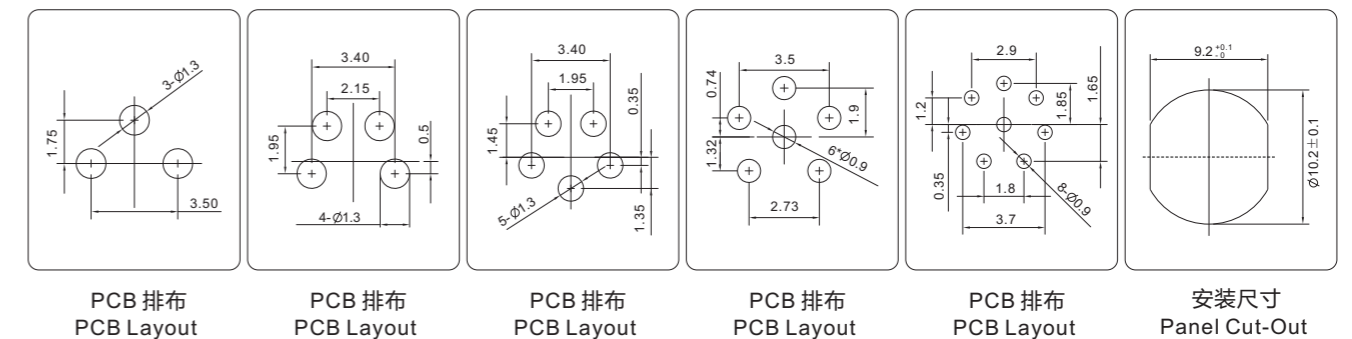 3-Ø1.3
1.75
3.50
PCB 排布
PCB Layout
3.40
2.15
1.95
0.5
4-Ø1.3
PCB 排布
PCB Layout
3.40
1.95
0.35
1.45
5-Ø1.3
1.35
PCB 排布
PCB Layout
3.5
0.74
1.9
1.32
6*Ø0.9
2.73
PCB 排布
PCB Layout
2.9
1.65
1.85
1.2
0.35
1.8
8-Ø0.9
3.7
PCB 排布
PCB Layout
9.2 +0.1 -0
Ø10.2±0.1
安装尺寸
Panel Cut-Out